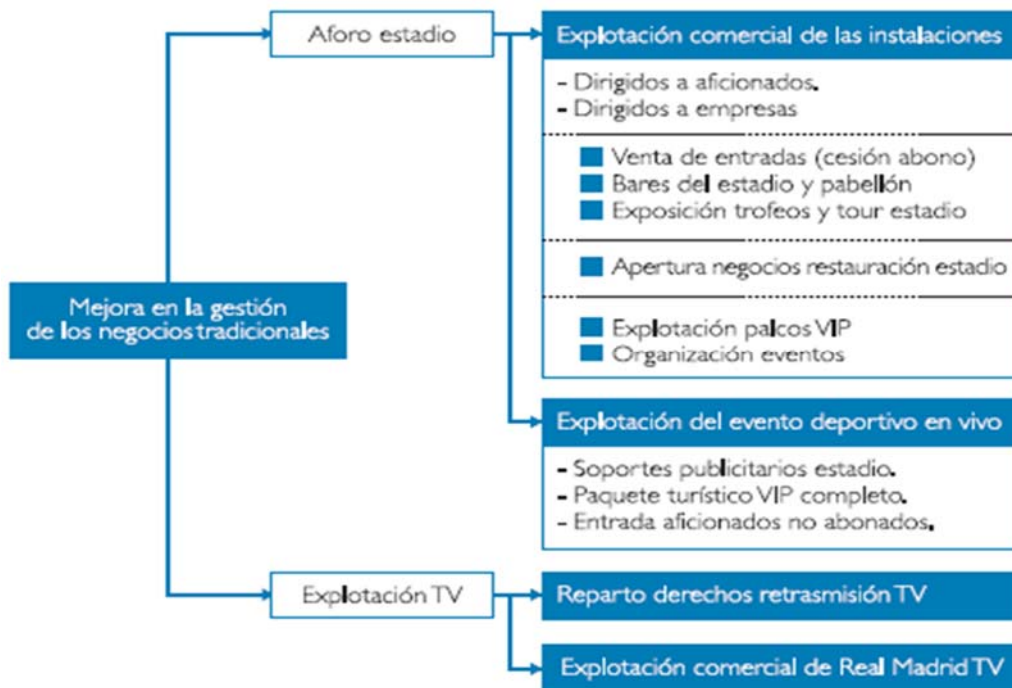 Aforo estadio
Explotación comercial de las instalaciones
- Dirigidos a aficionados.
- Dirigidos a empresas
Venta de entradas (cesión abono)
Bares del estadio y pabellón
Exposición trofeos y tour estadio
Apertura negocios restauración estadio
Explotación palcos VIP
Organización eventos
Mejora en la gestión
de los negocios tradicionales
Explotación del evento deportivo en vivo
- Soportes publicitarios estadio.
- Paquete turístico VIP completo.
- Entrada aficionados no abonados.
Explotación TV
Reparto derechos retrasmisión TV
Explotación comercial de Real Madrid TV